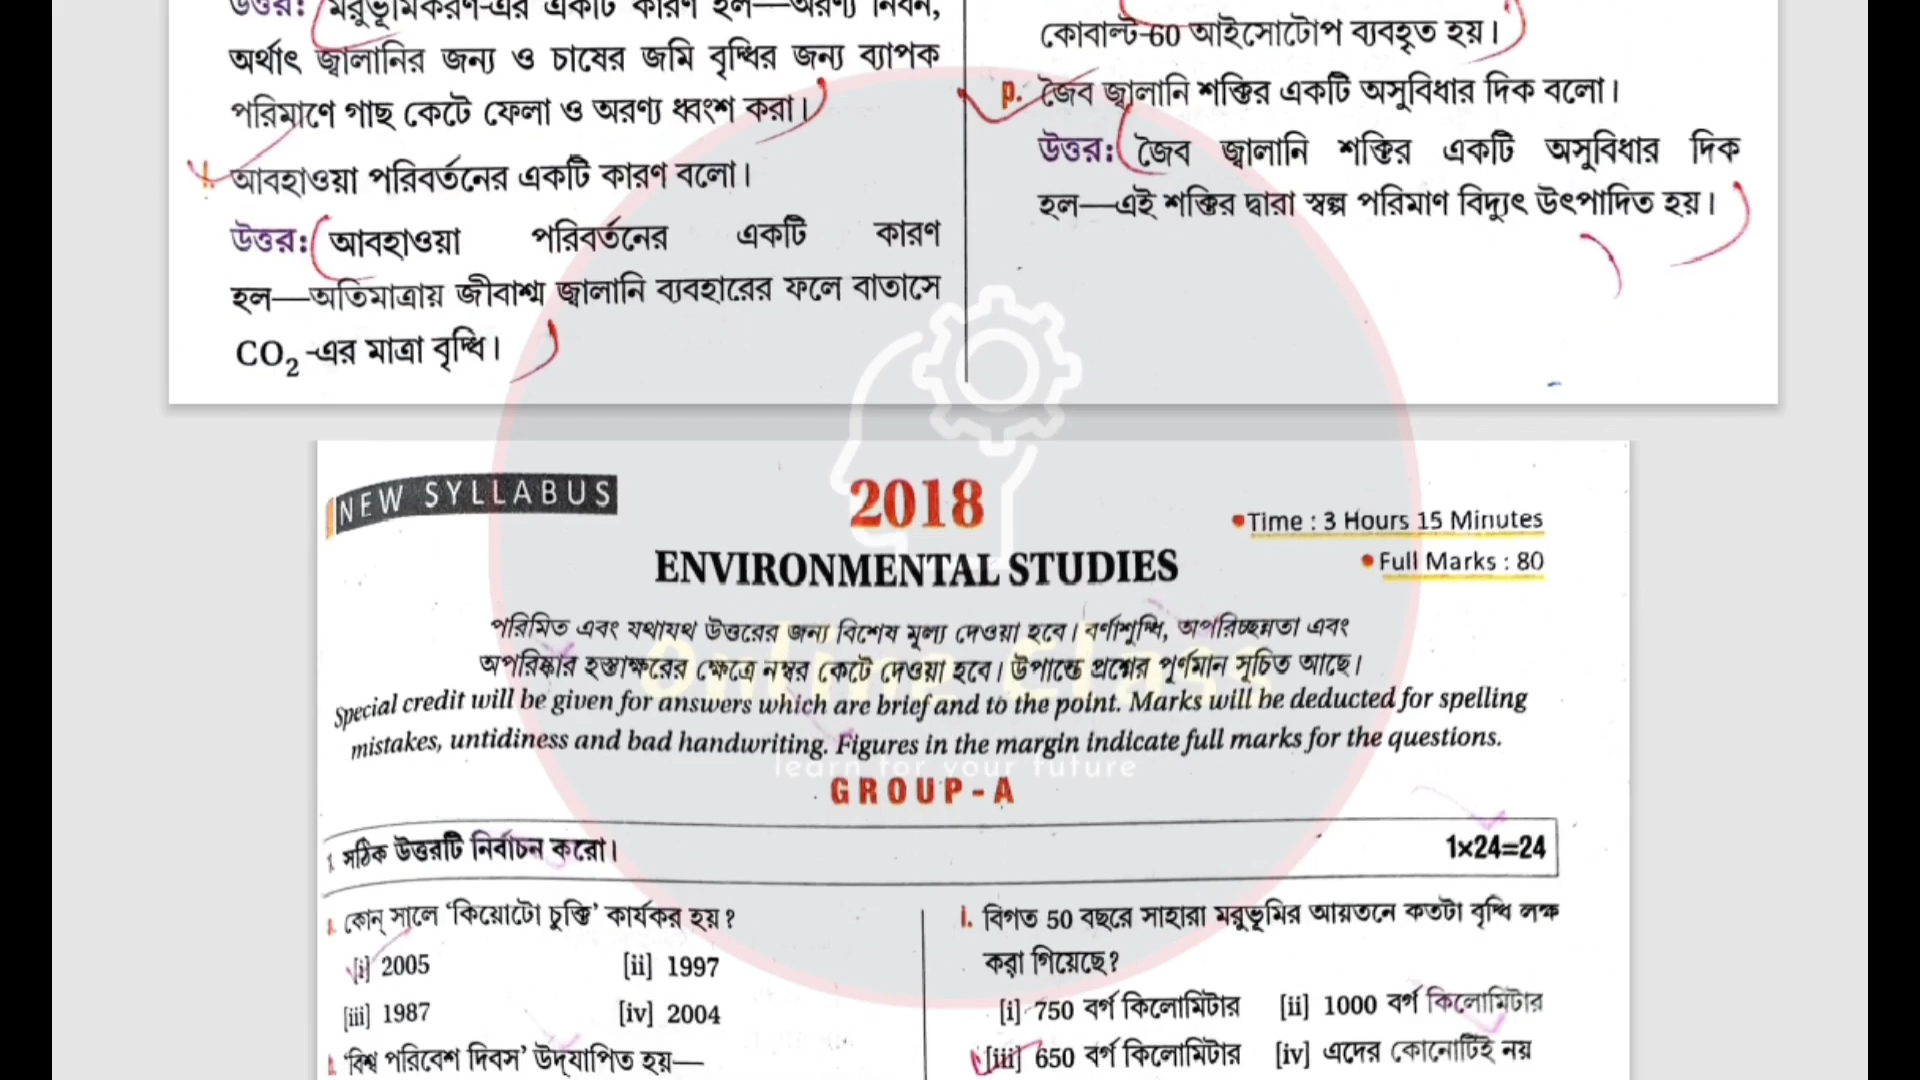 উত্তর: মরুভূমিকরণ-এর একটি কারণ হল—অরণ্য নিধন,
অর্থাৎ জ্বালানির জন্য ও চাষের জমি বৃদ্ধির জন্য ব্যাপক
পরিমাণে গাছ কেটে ফেলা ও অরণ্য ধ্বংশ করা।
আবহাওয়া পরিবর্তনের একটি কারণ বলো।
উত্তর: আবহাওয়া পরিবর্তনের একটি কারণ
হল—অতিমাত্রায় জীবাশ্ম জ্বালানি ব্যবহারের ফলে বাতাসে
CO₂-এর মাত্রা বৃদ্ধি।
কোবাল্ট-60 আইসোটোপ ব্যবহৃত হয়।
p. জৈব জ্বালানি শক্তির একটি অসুবিধার দিক বলো।
উত্তর: জৈব জ্বালানি শক্তির একটি অসুবিধার দিক
হল—এই শক্তির দ্বারা স্বল্প পরিমাণ বিদ্যুৎ উৎপাদিত হয়।
NEW SYLLABUS
2018
• Time : 3 Hours 15 Minutes
ENVIRONMENTAL STUDIES
• Full Marks : 80
পরিমিত এবং যথাযথ উত্তরের জন্য বিশেষ মূল্য দেওয়া হবে। বর্ণাশুদ্ধি, অপরিচ্ছন্নতা এবং
অপরিষ্কার হস্তাক্ষরের ক্ষেত্রে নম্বর কেটে দেওয়া হবে। উপান্তে প্রশ্নের পূর্ণমান সূচিত আছে।
Online Class
Special credit will be given for answers which are brief and to the point. Marks will be deducted for spelling
mistakes, untidiness and bad handwriting. Figures in the margin indicate full marks for the questions.
learn for your future
GROUP-A
1. সঠিক উত্তরটি নির্বাচন করো। 1×24=24
কোন্ সালে ‘কিয়োটো চুক্তি’ কার্যকর হয়?
[i] 2005 [ii] 1997
[iii] 1987 [iv] 2004
‘বিশ্ব পরিবেশ দিবস’ উদ্‌যাপিত হয়—
i. বিগত 50 বছরে সাহারা মরুভূমির আয়তনে কতটা বৃদ্ধি লক্ষ
করা গিয়েছে?
[i] 750 বর্গ কিলোমিটার [ii] 1000 বর্গ কিলোমিটার
[iii] 650 বর্গ কিলোমিটার [iv] এদের কোনোটিই নয়